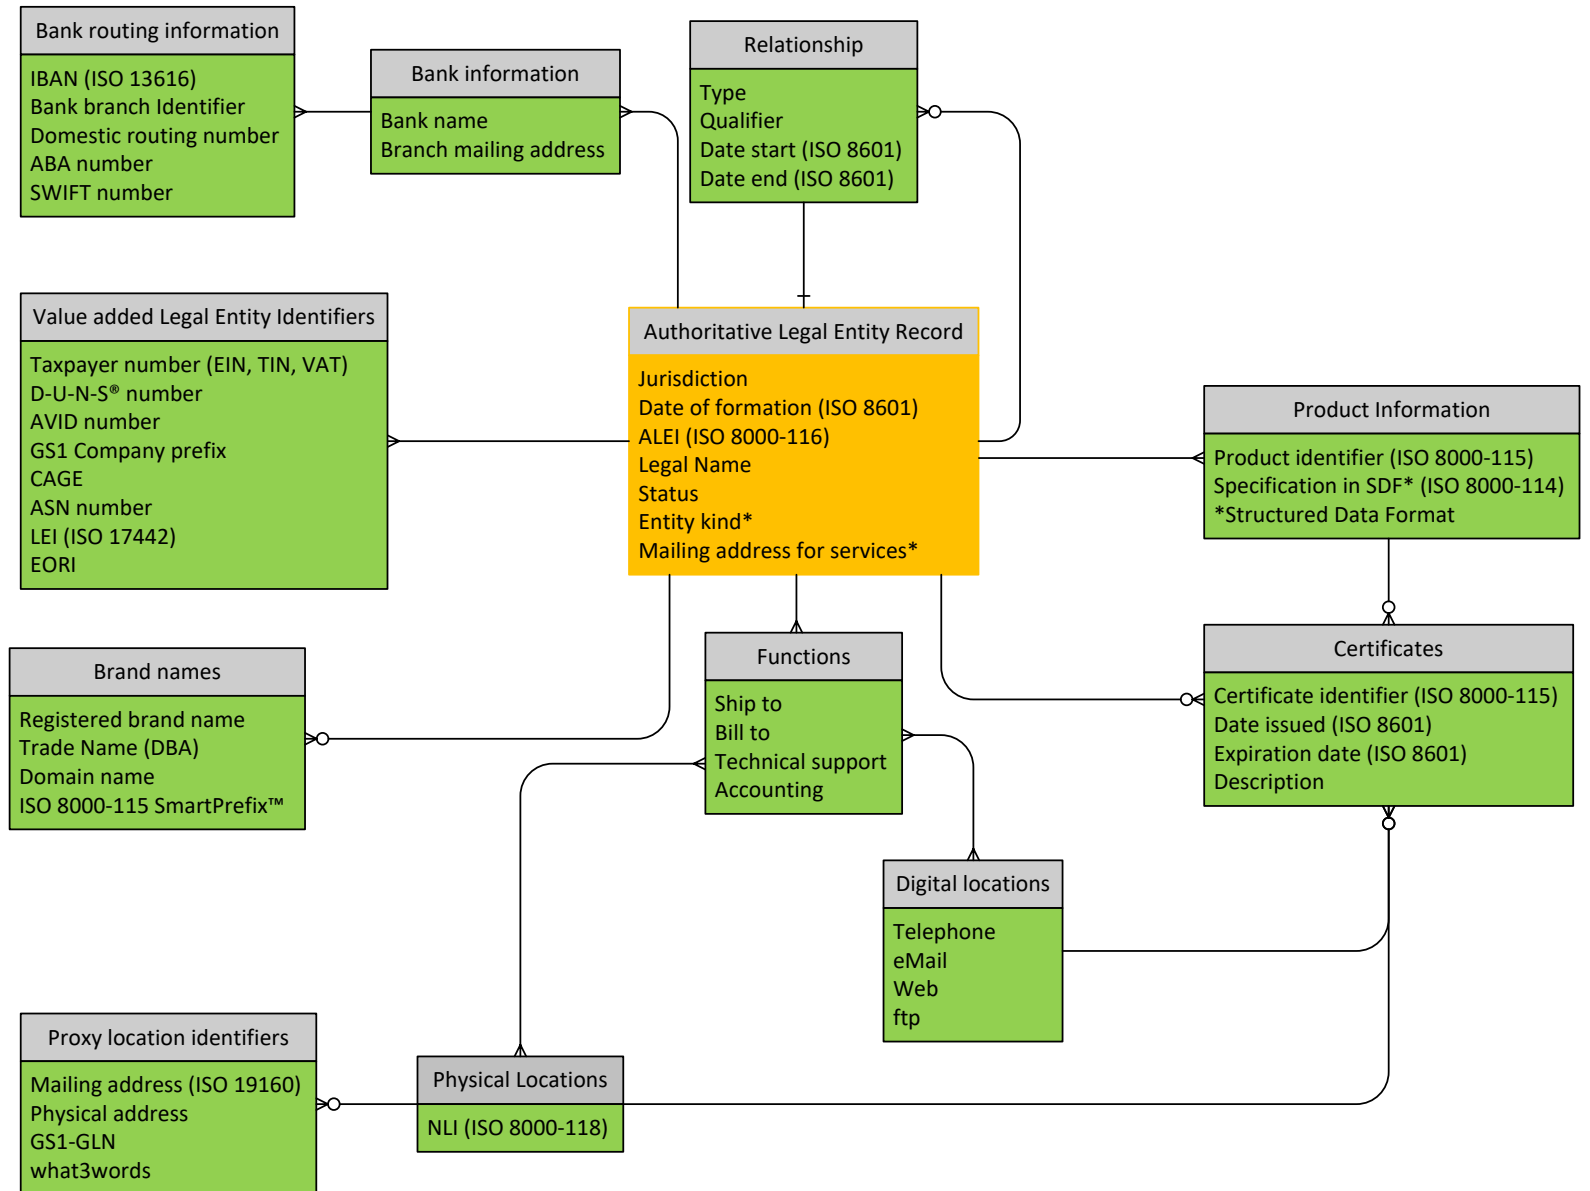 Bank routing information
IBAN (ISO 13616)
Bank branch Identifier
Domestic routing number
ABA number
SWIFT number
Bank information
Bank name
Branch mailing address
Relationship
Type
Qualifier
Date start (ISO 8601)
Date end (ISO 8601)
Value added Legal Entity Identifiers
Taxpayer number (EIN, TIN, VAT)
D-U-N-S® number
AVID number
GS1 Company prefix
CAGE
ASN number
LEI (ISO 17442)
EORI
Authoritative Legal Entity Record
Jurisdiction
Date of formation (ISO 8601)
ALEI (ISO 8000-116)
Legal Name
Status
Entity kind*
Mailing address for services*
Product Information
Product identifier (ISO 8000-115)
Specification in SDF* (ISO 8000-114)
*Structured Data Format
Brand names
Registered brand name
Trade Name (DBA)
Domain name
ISO 8000-115 SmartPrefix™
Functions
Ship to
Bill to
Technical support
Accounting
Certificates
Certificate identifier (ISO 8000-115)
Date issued (ISO 8601)
Expiration date (ISO 8601)
Description
Digital locations
Telephone
eMail
Web
ftp
Proxy location identifiers
Mailing address (ISO 19160)
Physical address
GS1-GLN
what3words
Physical Locations
NLI (ISO 8000-118)